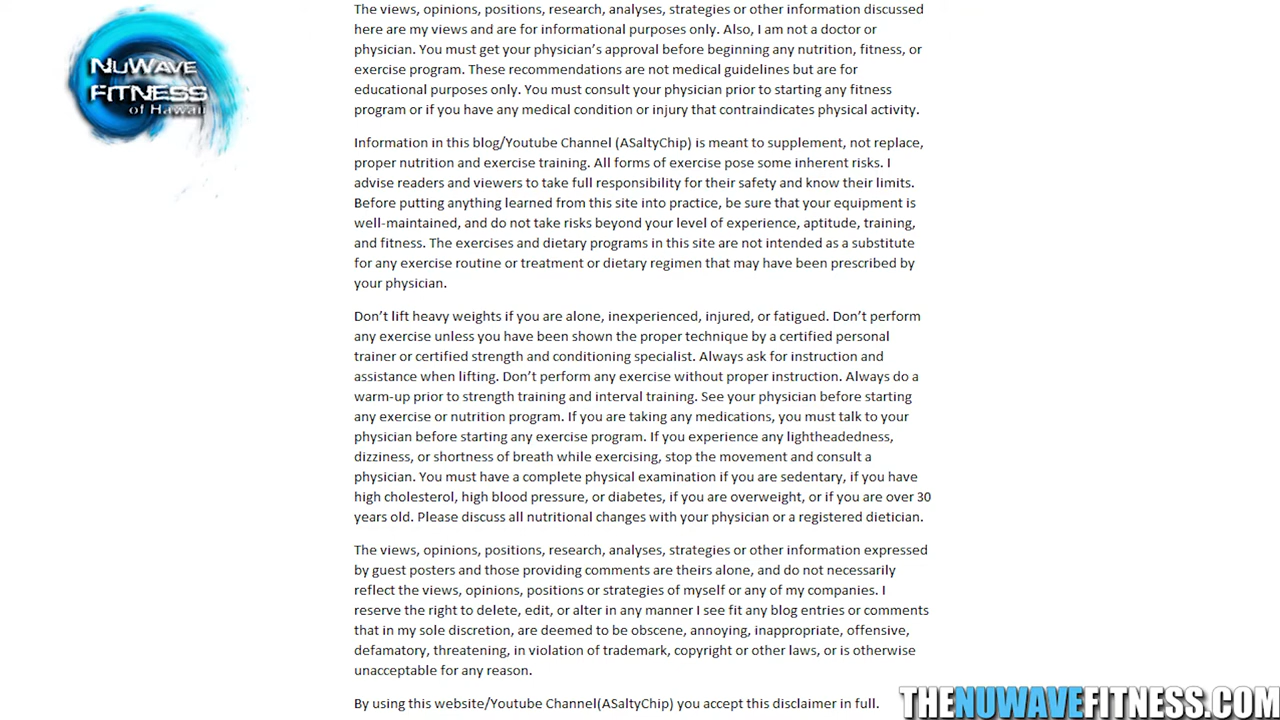 NUWAVE
FITNESS
of Hawaii
The views, opinions, positions, research, analyses, strategies or other information discussed
here are my views and are for informational purposes only. Also, I am not a doctor or
physician. You must get your physician’s approval before beginning any nutrition, fitness, or
exercise program. These recommendations are not medical guidelines but are for
educational purposes only. You must consult your physician prior to starting any fitness
program or if you have any medical condition or injury that contraindicates physical activity.
Information in this blog/Youtube Channel (ASaltyChip) is meant to supplement, not replace,
proper nutrition and exercise training. All forms of exercise pose some inherent risks. I
advise readers and viewers to take full responsibility for their safety and know their limits.
Before putting anything learned from this site into practice, be sure that your equipment is
well-maintained, and do not take risks beyond your level of experience, aptitude, training,
and fitness. The exercises and dietary programs in this site are not intended as a substitute
for any exercise routine or treatment or dietary regimen that may have been prescribed by
your physician.
Don’t lift heavy weights if you are alone, inexperienced, injured, or fatigued. Don’t perform
any exercise unless you have been shown the proper technique by a certified personal
trainer or certified strength and conditioning specialist. Always ask for instruction and
assistance when lifting. Don’t perform any exercise without proper instruction. Always do a
warm-up prior to strength training and interval training. See your physician before starting
any exercise or nutrition program. If you are taking any medications, you must talk to your
physician before starting any exercise program. If you experience any lightheadedness,
dizziness, or shortness of breath while exercising, stop the movement and consult a
physician. You must have a complete physical examination if you are sedentary, if you have
high cholesterol, high blood pressure, or diabetes, if you are overweight, or if you are over 30
years old. Please discuss all nutritional changes with your physician or a registered dietician.
The views, opinions, positions, research, analyses, strategies or other information expressed
by guest posters and those providing comments are theirs alone, and do not necessarily
reflect the views, opinions, positions or strategies of myself or any of my companies. I
reserve the right to delete, edit, or alter in any manner I see fit any blog entries or comments
that in my sole discretion, are deemed to be obscene, annoying, inappropriate, offensive,
defamatory, threatening, in violation of trademark, copyright or other laws, or is otherwise
unacceptable for any reason.
By using this website/Youtube Channel(ASaltyChip) you accept this disclaimer in full.
THENUWAVEFITNESS.COM